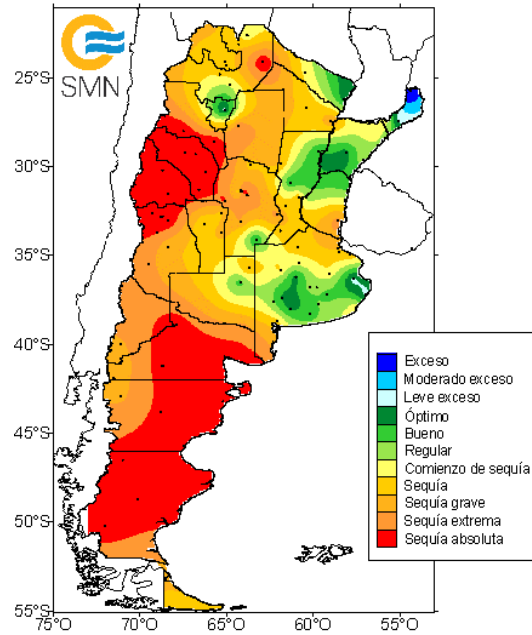 SMN
25°S
30°S
35°S
40°S
45°S
50°S
55°S
75°O
70°O
65°O
60°O
55°O
Exceso
Moderado exceso
Leve exceso
Óptimo
Bueno
Regular
Comienzo de sequía
Sequía
Sequía grave
Sequía extrema
Sequía absoluta